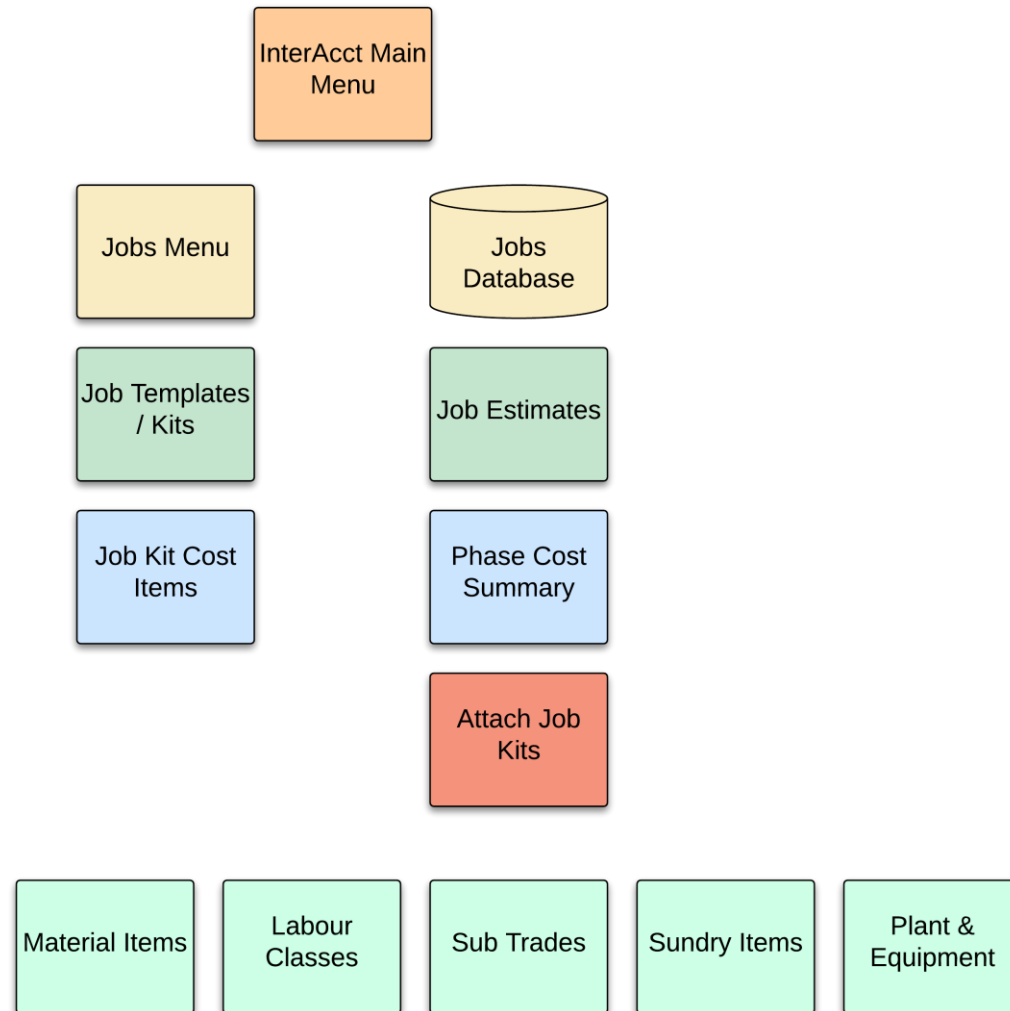 InterAcct Main
Menu
Jobs Menu
Jobs
Database
Job Templates
/ Kits
Job Estimates
Job Kit Cost
Items
Phase Cost
Summary
Attach Job
Kits
Material Items
Labour
Classes
Sub Trades
Sundry Items
Plant &
Equipment